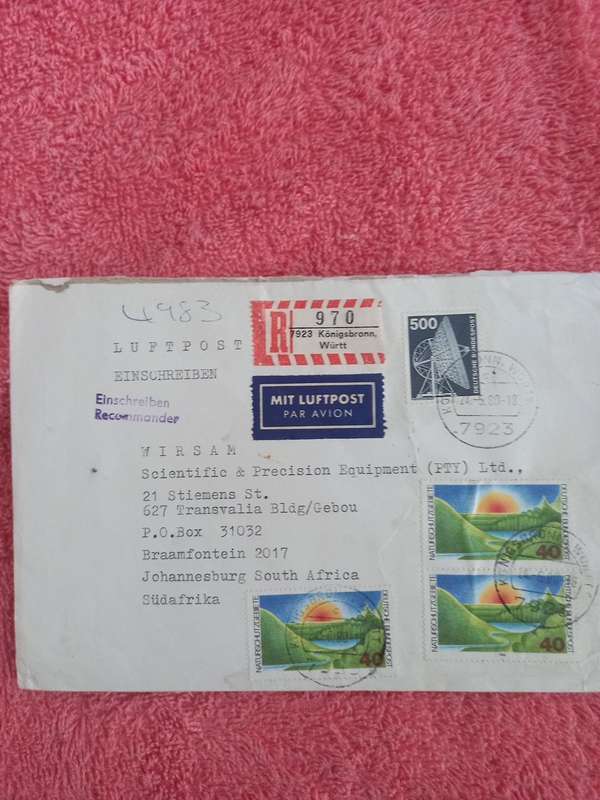 4983
LUFTPOST
EINSCHREIBEN
Einschreiben
Recommander
R
970
7923 Königsbronn,
Württ
MIT LUFTPOST
PAR AVION
500
DEUTSCHE BUNDESPOST
7923
WIRSAM
Scientific & Precision Equipment (PTY) Ltd.,
21 Stiemens St.
627 Transvalia Bldg/Gebou
P.O.Box 31032
Braamfontein 2017
Johannesburg South Africa
Südafrika
NATURSCHUTZGEBIETE
DEUTSCHE BUNDESPOST
40
NATURSCHUTZGEBIETE
DEUTSCHE BUNDESPOST
40
NATURSCHUTZGEBIETE
DEUTSCHE BUNDESPOST
40